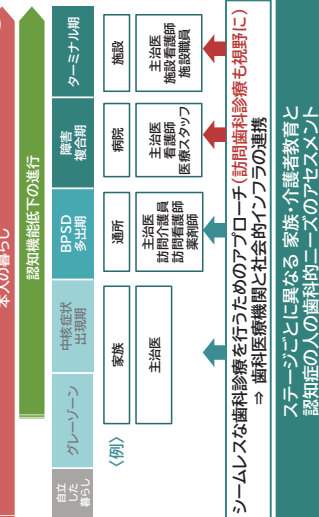 本人の暮らし
認知機能低下の進行
自立
した
暮らし
グレーゾーン
中核症状
出現期
BPSD
多出期
障害
複合期
ターミナル期
〈例〉
家族
通所
病院
施設
主治医
主治医
訪問介護員
訪問看護師
薬剤師
主治医
看護師
医療スタッフ
主治医
施設看護師
施設職員
シームレスな歯科診療を行うためのアプローチ(訪問歯科診療も視野に)
⇒ 歯科医療機関と社会的インフラの連携
ステージごとに異なる 家族・介護者教育と
認知症の人の歯科的ニーズのアセスメント